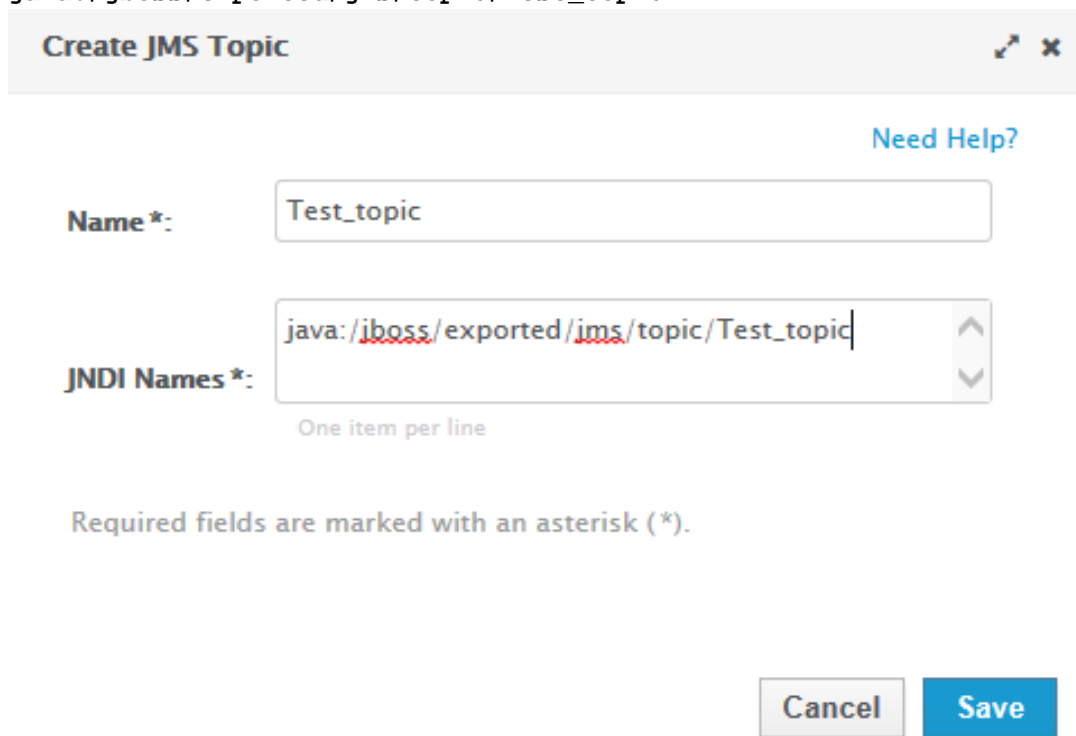 Create JMS Topic
Need Help?
Name*:
Test_topic
JNDI Names*:
java:/jboss/exported/jms/topic/Test_topic
One item per line
Required fields are marked with an asterisk (*).
Cancel
Save